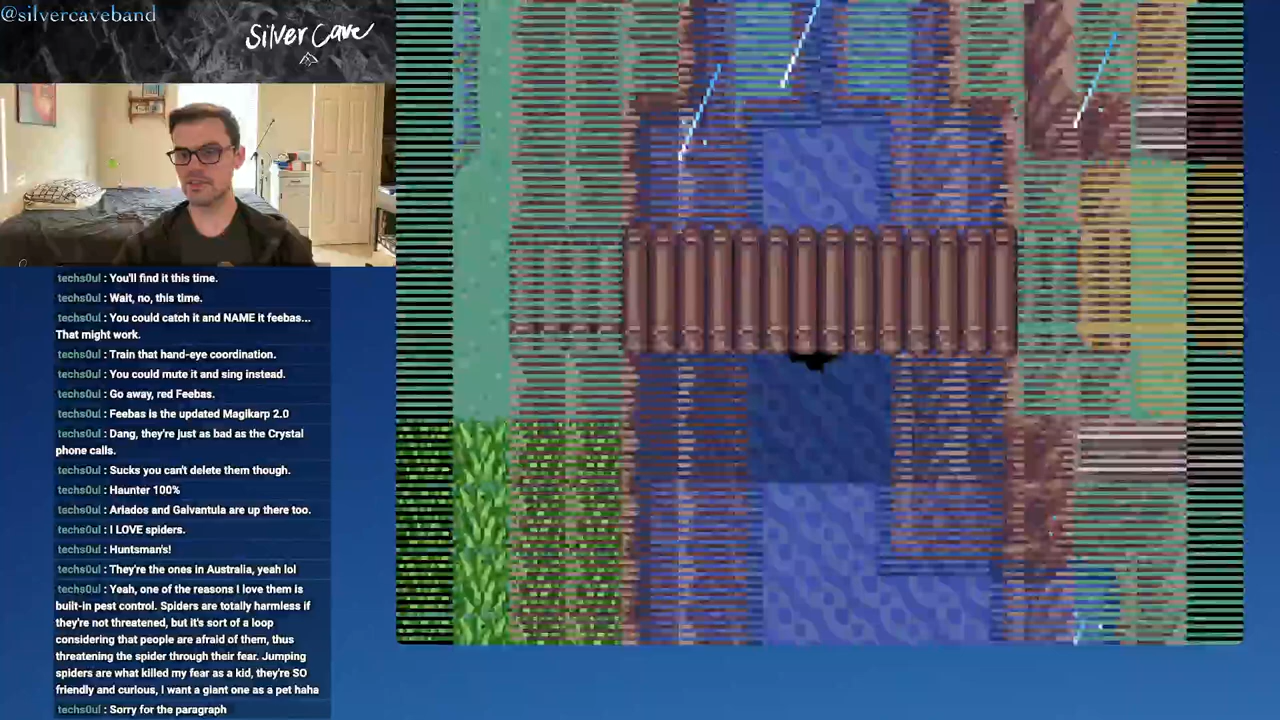 @silvercaveband
Silver Cave
techs0ul : You'll find it this time.
techs0ul : Wait, no, this time.
techs0ul : You could catch it and NAME it feebas...
That might work.
techs0ul : Train that hand-eye coordination.
techs0ul : You could mute it and sing instead.
techs0ul : Go away, red Feebas.
techs0ul : Feebas is the updated Magikarp 2.0
techs0ul : Dang, they're just as bad as the Crystal
phone calls.
techs0ul : Sucks you can't delete them though.
techs0ul : Haunter 100%
techs0ul : Ariados and Galvantula are up there too.
techs0ul : I LOVE spiders.
techs0ul : Huntsman's!
techs0ul : They're the ones in Australia, yeah lol
techs0ul : Yeah, one of the reasons I love them is
built-in pest control. Spiders are totally harmless if
they're not threatened, but it's sort of a loop
considering that people are afraid of them, thus
threatening the spider through their fear. Jumping
spiders are what killed my fear as a kid, they're SO
friendly and curious, I want a giant one as a pet haha
techs0ul : Sorry for the paragraph